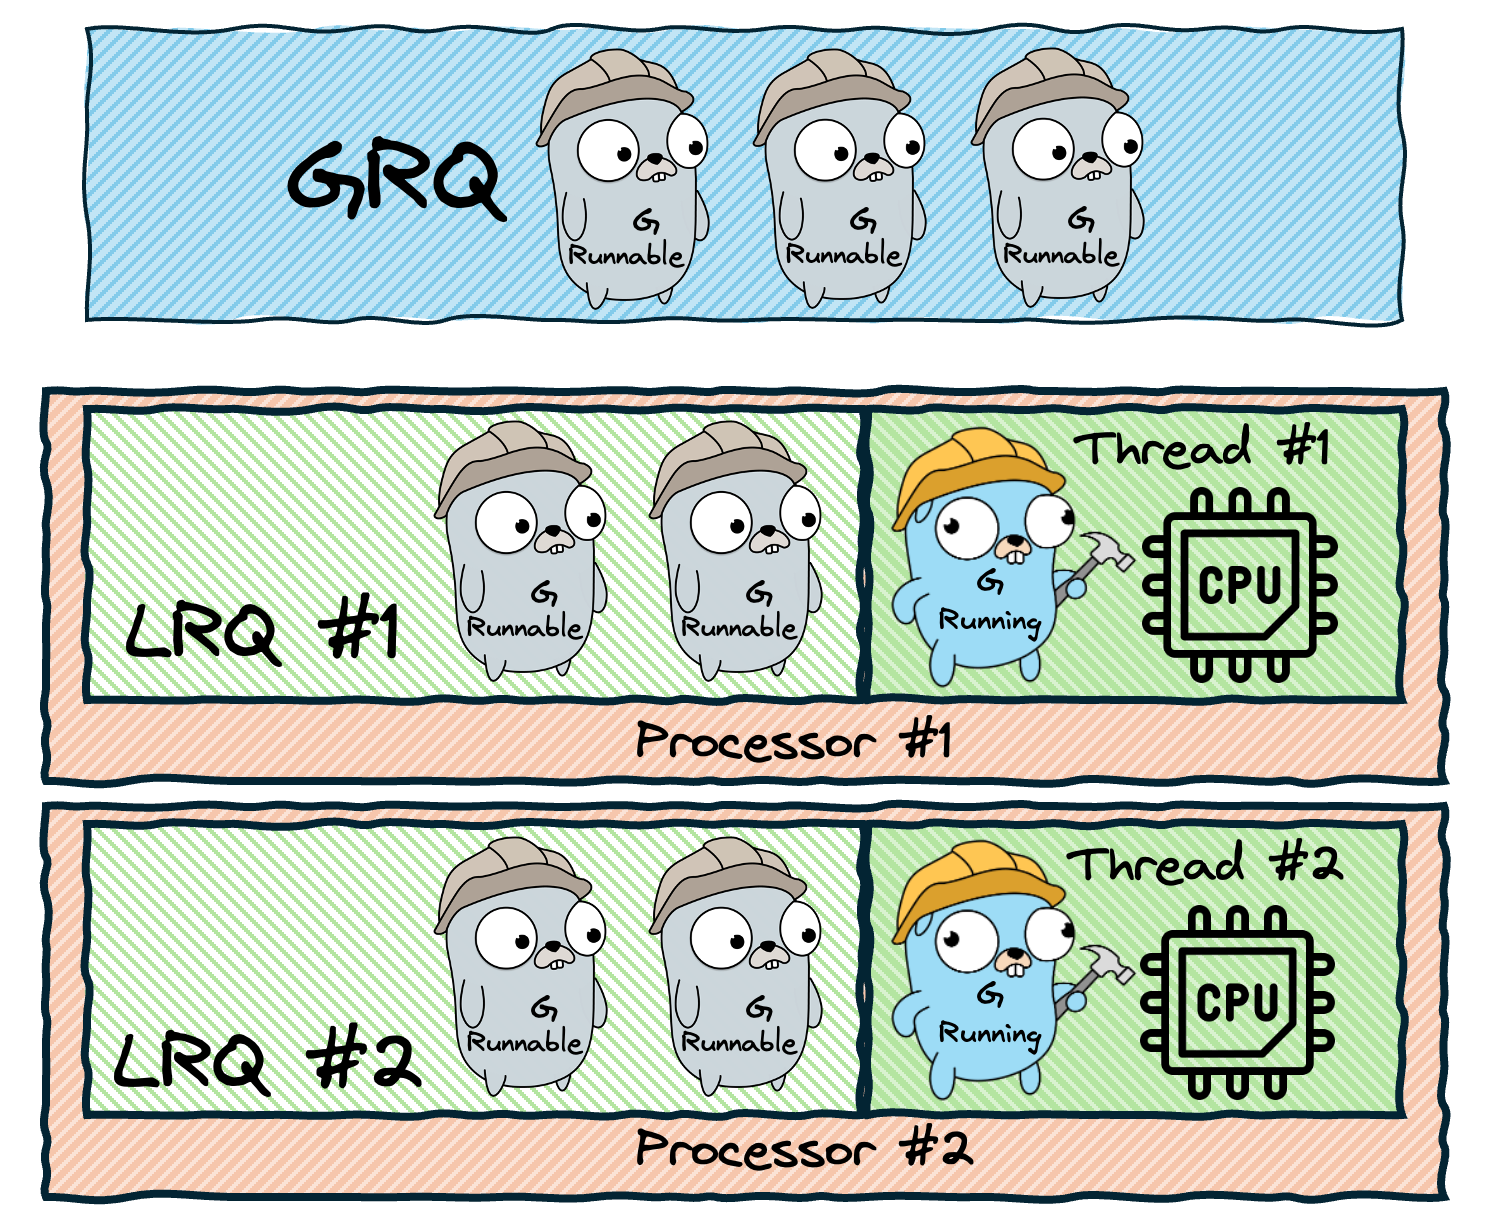 GRQ
G
Runnable
G
Runnable
G
Runnable
LRQ #1
G
Runnable
G
Runnable
G
Running
Thread #1
CPU
Processor #1
LRQ #2
G
Runnable
G
Runnable
G
Running
Thread #2
CPU
Processor #2